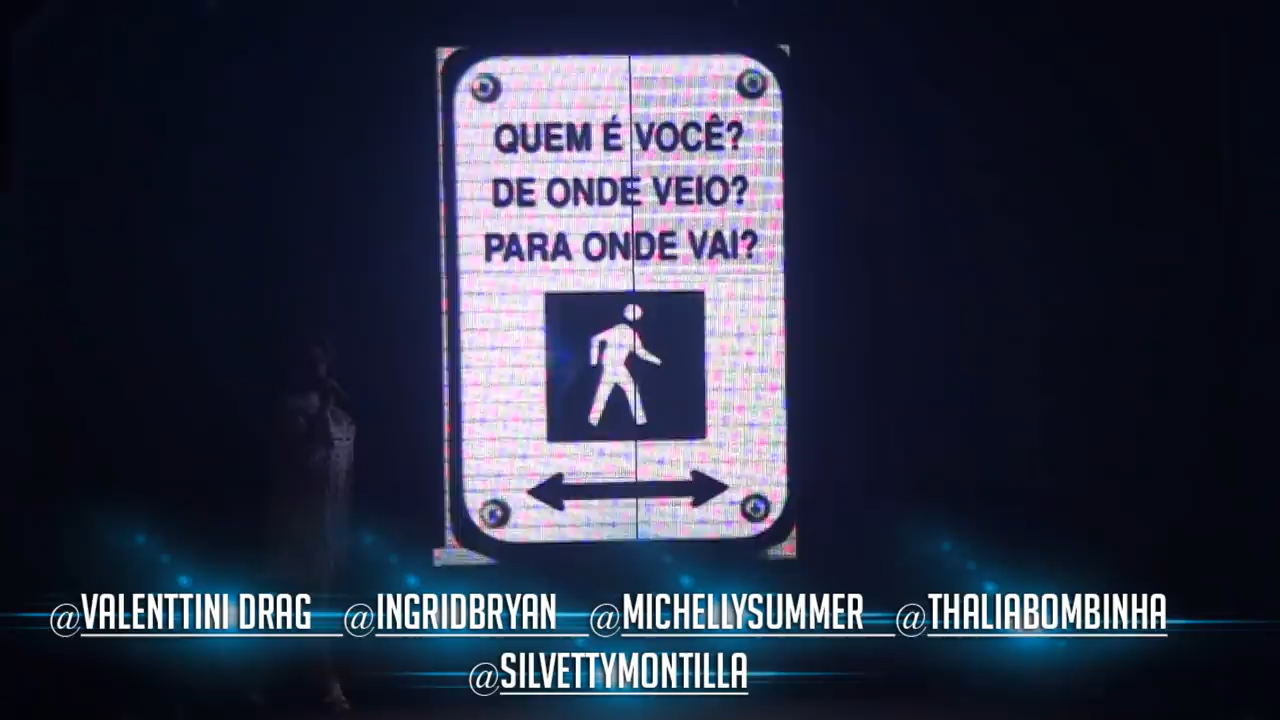 QUEM É VOCÊ?
DE ONDE VEIO?
PARA ONDE VAI?
@VALENTTINI DRAG @INGRIDBRYAN @MICHELLYSUMMER @THALIABOMBINHA
@SILVETTYMONTILLA